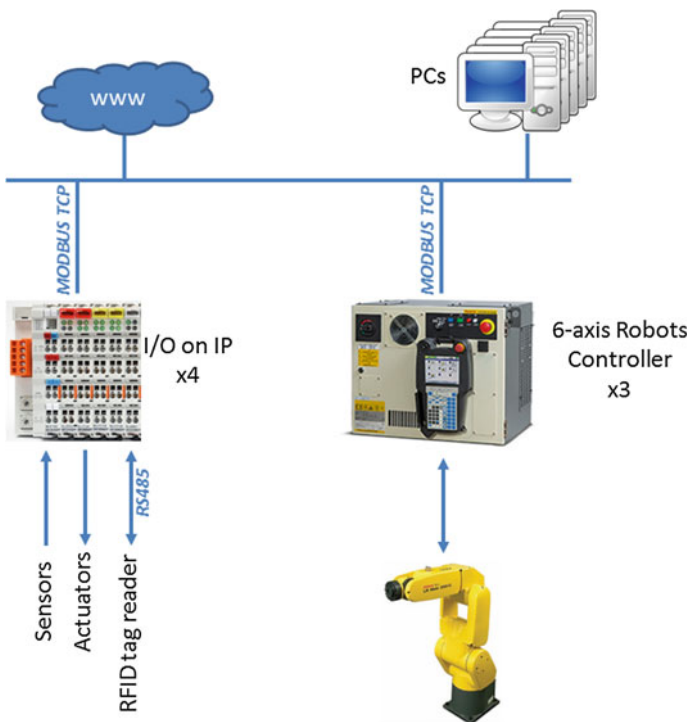 www
PCs
MODBUS TCP
MODBUS TCP
I/O on IP
x4
6-axis Robots
Controller
x3
RS485
Sensors
Actuators
RFID tag reader